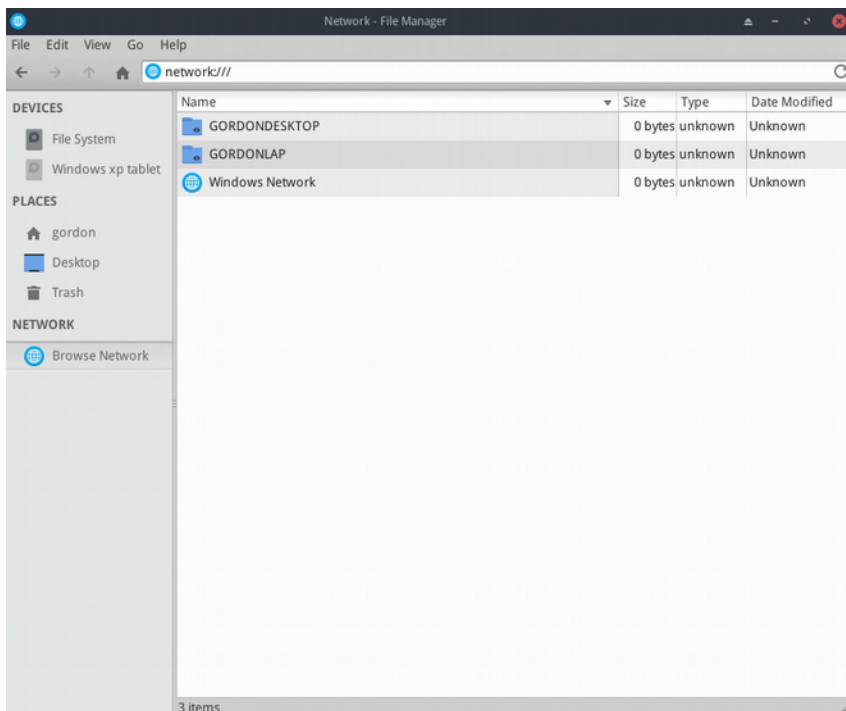 Network - File Manager
File Edit View Go Help
network:///
DEVICES
File System
Windows xp tablet
PLACES
gordon
Desktop
Trash
NETWORK
Browse Network
Name Size Type Date Modified
GORDONDESKTOP 0 bytes unknown Unknown
GORDONLAP 0 bytes unknown Unknown
Windows Network 0 bytes unknown Unknown
3 items